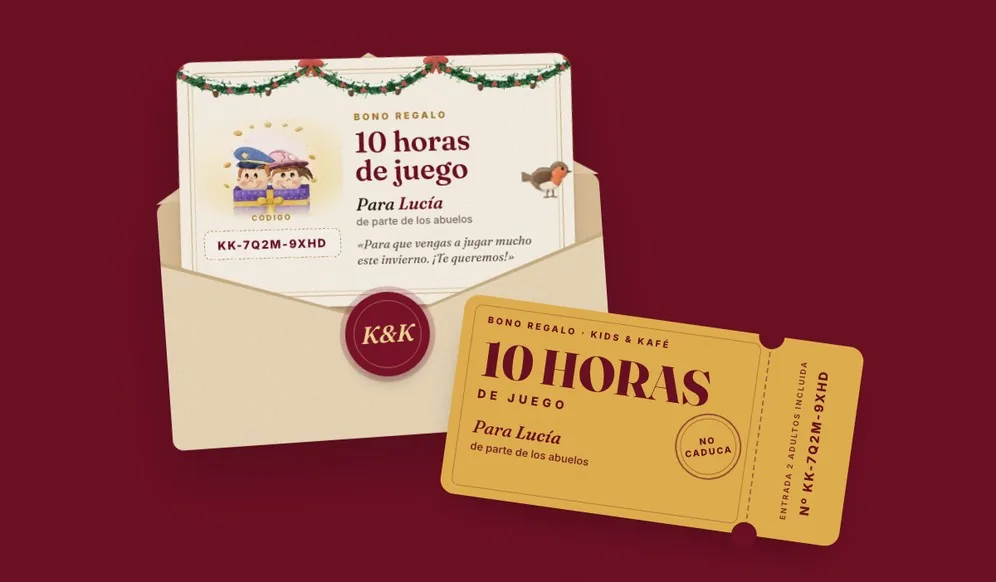 BONO REGALO
10 horas
de juego
Para Lucía
de parte de los abuelos
«Para que vengas a jugar mucho
este invierno. ¡Te queremos!»
CÓDIGO
KK-7Q2M-9XHD
K&K
BONO REGALO · KIDS & KAFÉ
10 HORAS
DE JUEGO
Para Lucía
de parte de los abuelos
NO
CADUCA
ENTRADA 2 ADULTOS INCLUIDA
Nº KK-7Q2M-9XHD